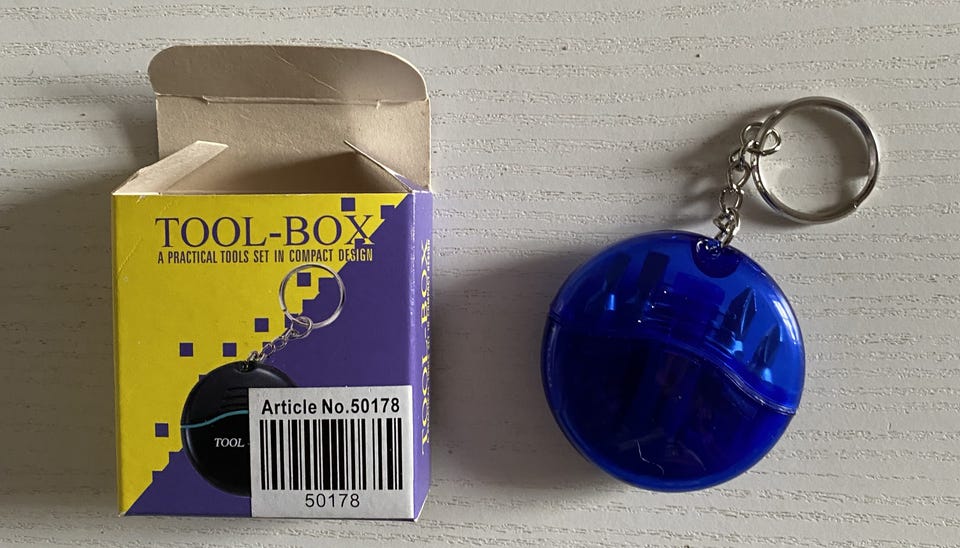 TOOL-BOX
A PRACTICAL TOOLS SET IN COMPACT DESIGN
TOOL -
Article No.50178
50178
TOOL-BOX